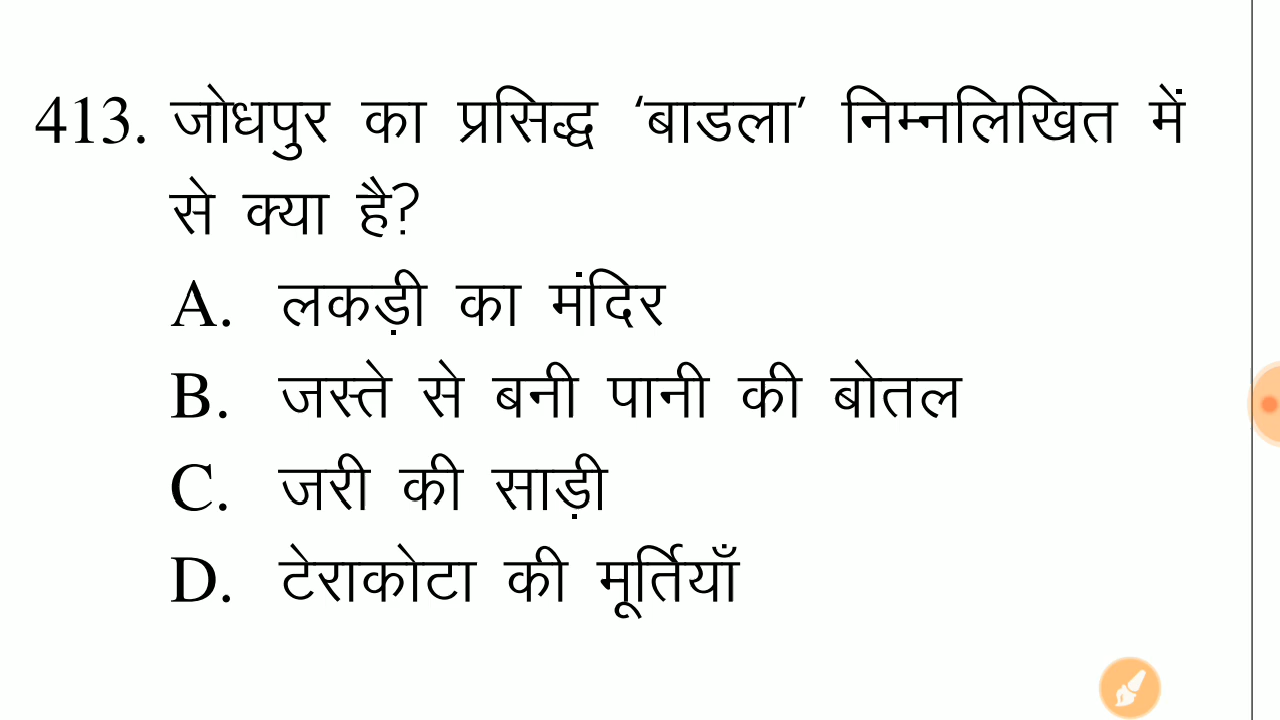 413. जोधपुर का प्रसिद्ध ‘बाडला’ निम्नलिखित में
से क्या है?
A. लकड़ी का मंदिर
B. जस्ते से बनी पानी की बोतल
C. जरी की साड़ी
D. टेराकोटा की मूर्तियाँ